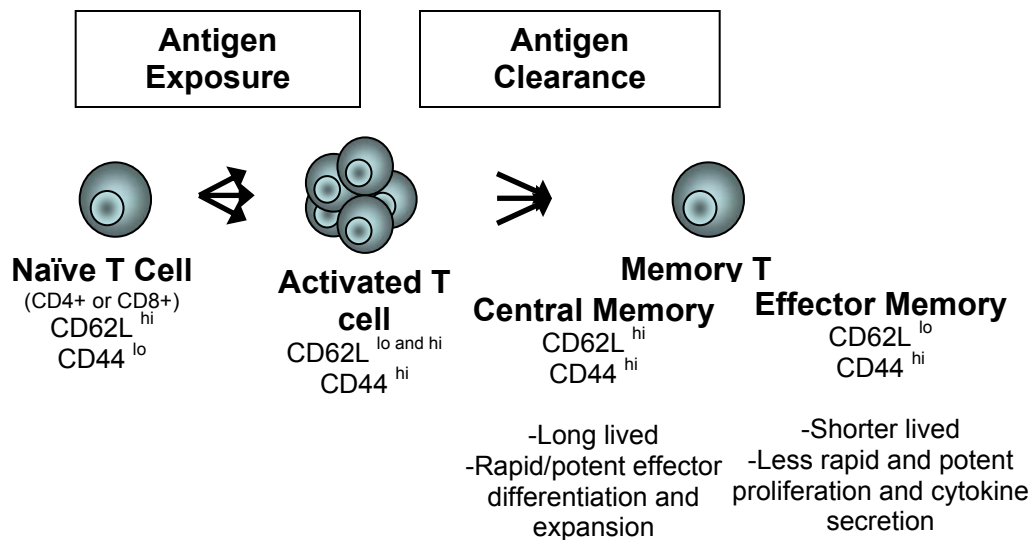 Antigen
Exposure
Antigen
Clearance
Naïve T Cell
(CD4+ or CD8+)
CD62L hi
CD44 lo
Activated T
cell
CD62L lo and hi
CD44 hi
Memory T
Central Memory
CD62L hi
CD44 hi
-Long lived
-Rapid/potent effector
differentiation and
expansion
Effector Memory
CD62L lo
CD44 hi
-Shorter lived
-Less rapid and potent
proliferation and cytokine
secretion